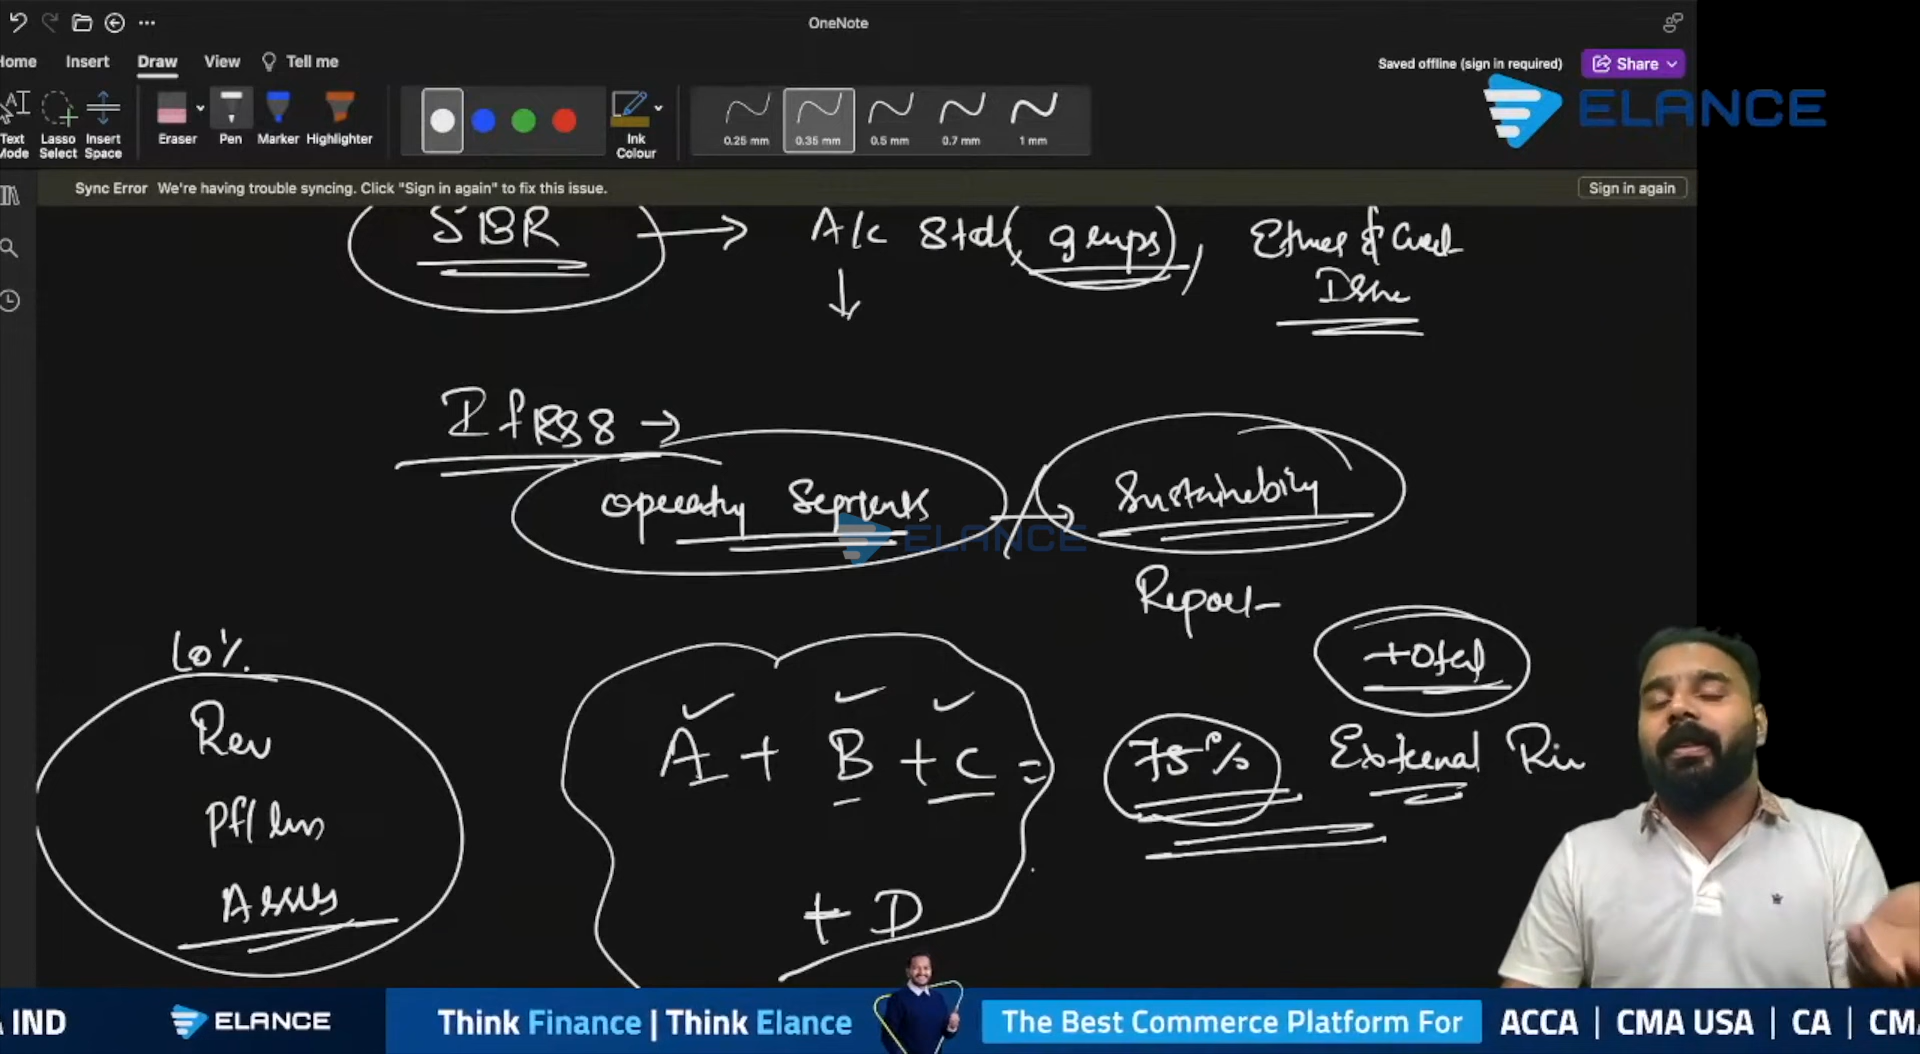 OneNote
Home Insert Draw View Tell me
Saved offline (sign in required) Share
Text Mode
Lasso Select
Insert Space
Eraser
Pen
Marker
Highlighter
Ink Colour
0.25 mm 0.35 mm 0.5 mm 0.7 mm 1 mm
ELANCE
Sync Error We're having trouble syncing. Click "Sign in again" to fix this issue. Sign in again
SBR → A/c Std groups,
↓
IFRS 8 →
Operating Segments → Sustainability
ELANCE
Report
10%
Rev
Assets
A + B + C = 75% total
External
+ D
IND ELANCE Think Finance | Think Elance The Best Commerce Platform For ACCA | CMA USA | CA |